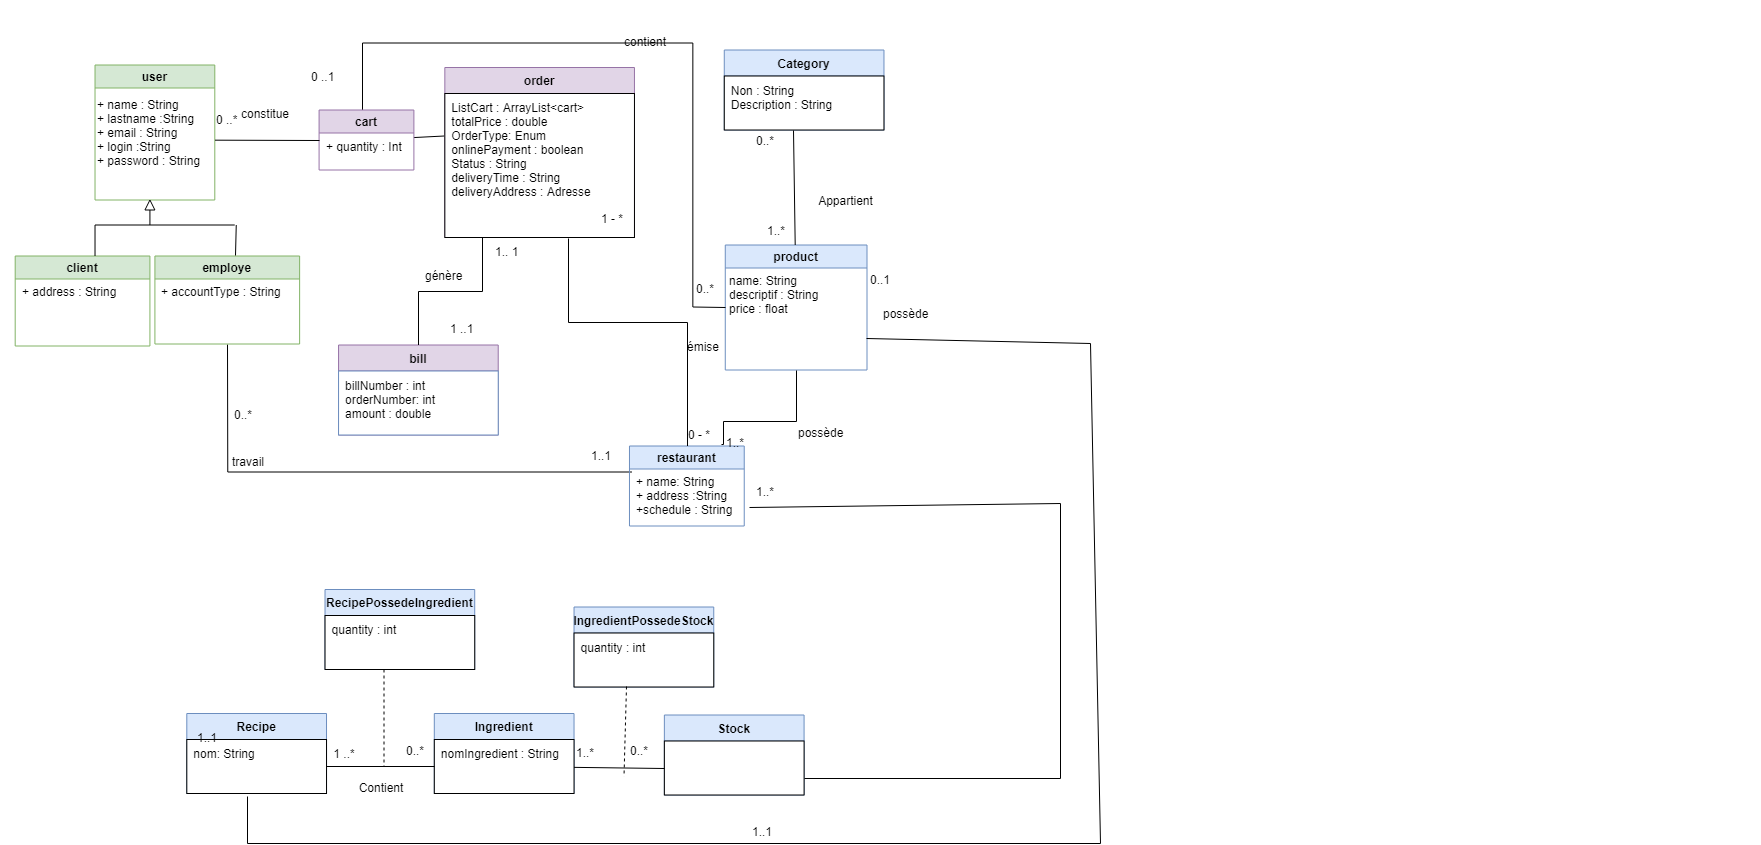 contient
user
+ name : String
+ lastname :String
+ email : String
+ login :String
+ password : String
0 ..1
0 ..* constitue
cart
+ quantity : Int
order
ListCart : ArrayList<cart>
totalPrice : double
OrderType: Enum
onlinePayment : boolean
Status : String
deliveryTime : String
deliveryAddress : Adresse
1 - *
Category
Non : String
Description : String
0..*
Appartient
1..*
client
+ address : String
employe
+ accountType : String
1.. 1
génère
1 ..1
0..*
product
name: String
descriptif : String
price : float
0..1
possède
émise
bill
billNumber : int
orderNumber: int
amount : double
0..*
travail
1..1
0 - *
1..*
possède
restaurant
+ name: String
+ address :String
+schedule : String
1..*
RecipePossedeIngredient
quantity : int
IngredientPossedeStock
quantity : int
Recipe
1..1
nom: String
1 ..*
0..*
Contient
Ingredient
nomIngredient : String
1..*
0..*
Stock
1..1